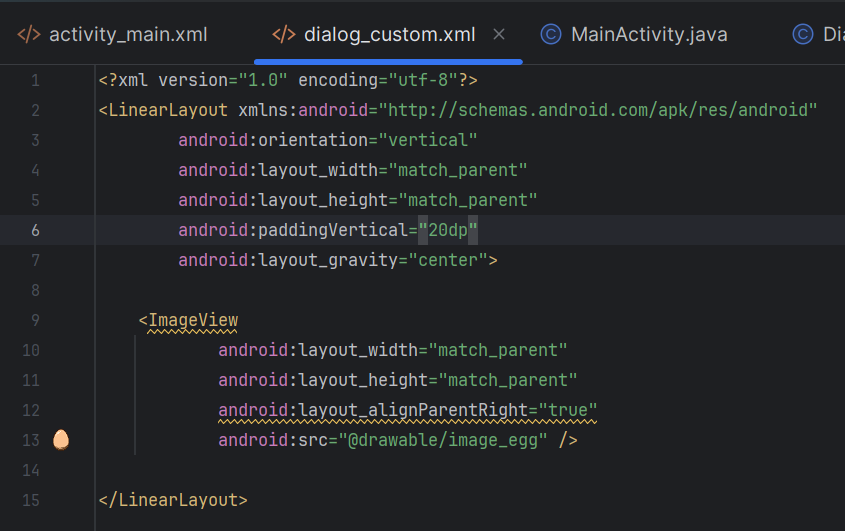 activity_main.xml dialog_custom.xml MainActivity.java
1 <?xml version="1.0" encoding="utf-8"?>
2 <LinearLayout xmlns:android="http://schemas.android.com/apk/res/android"
3 android:orientation="vertical"
4 android:layout_width="match_parent"
5 android:layout_height="match_parent"
6 android:paddingVertical="20dp"
7 android:layout_gravity="center">
8
9 <ImageView
10 android:layout_width="match_parent"
11 android:layout_height="match_parent"
12 android:layout_alignParentRight="true"
13 android:src="@drawable/image_egg" />
14
15 </LinearLayout>